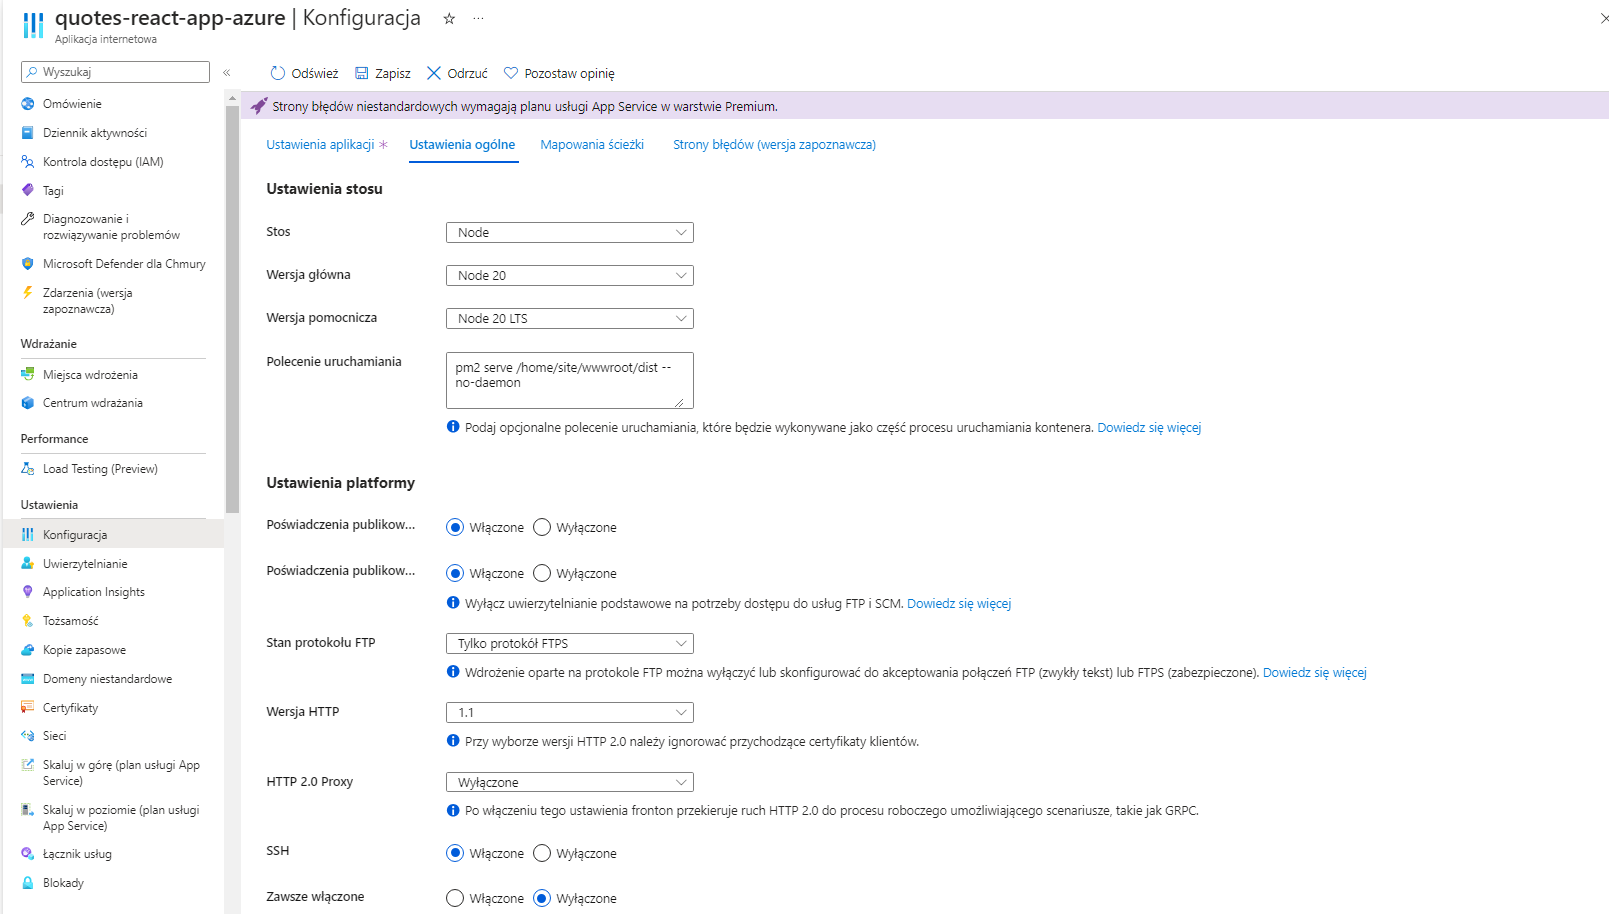 quotes-react-app-azure | Konfiguracja
Aplikacja internetowa
Wyszukaj
Omówienie
Dziennik aktywności
Kontrola dostępu (IAM)
Tagi
Diagnozowanie i
rozwiązywanie problemów
Microsoft Defender dla Chmury
Zdarzenia (wersja
zapoznawcza)
Wdrażanie
Miejsca wdrożenia
Centrum wdrażania
Performance
Load Testing (Preview)
Ustawienia
Konfiguracja
Uwierzytelnianie
Application Insights
Tożsamość
Kopie zapasowe
Domeny niestandardowe
Certyfikaty
Sieci
Skaluj w górę (plan usługi App
Service)
Skaluj w poziomie (plan usługi
App Service)
Łącznik usług
Blokady
Odśwież Zapisz Odrzuć Pozostaw opinię
Strony błędów niestandardowych wymagają planu usługi App Service w warstwie Premium.
Ustawienia aplikacji * Ustawienia ogólne Mapowania ścieżki Strony błędów (wersja zapoznawcza)
Ustawienia stosu
Stos Node
Wersja główna Node 20
Wersja pomocnicza Node 20 LTS
Polecenie uruchamiania pm2 serve /home/site/wwwroot/dist --
no-daemon
Podaj opcjonalne polecenie uruchamiania, które będzie wykonywane jako część procesu uruchamiania kontenera. Dowiedz się więcej
Ustawienia platformy
Poświadczenia publikow... Włączone Wyłączone
Poświadczenia publikow... Włączone Wyłączone
Wyłącz uwierzytelnianie podstawowe na potrzeby dostępu do usług FTP i SCM. Dowiedz się więcej
Stan protokołu FTP Tylko protokół FTPS
Wdrożenie oparte na protokole FTP można wyłączyć lub skonfigurować do akceptowania połączeń FTP (zwykły tekst) lub FTPS (zabezpieczone). Dowiedz się więcej
Wersja HTTP 1.1
Przy wyborze wersji HTTP 2.0 należy ignorować przychodzące certyfikaty klientów.
HTTP 2.0 Proxy Wyłączone
Po włączeniu tego ustawienia fronton przekieruje ruch HTTP 2.0 do procesu roboczego umożliwiającego scenariusze, takie jak GRPC.
SSH Włączone Wyłączone
Zawsze włączone Włączone Wyłączone